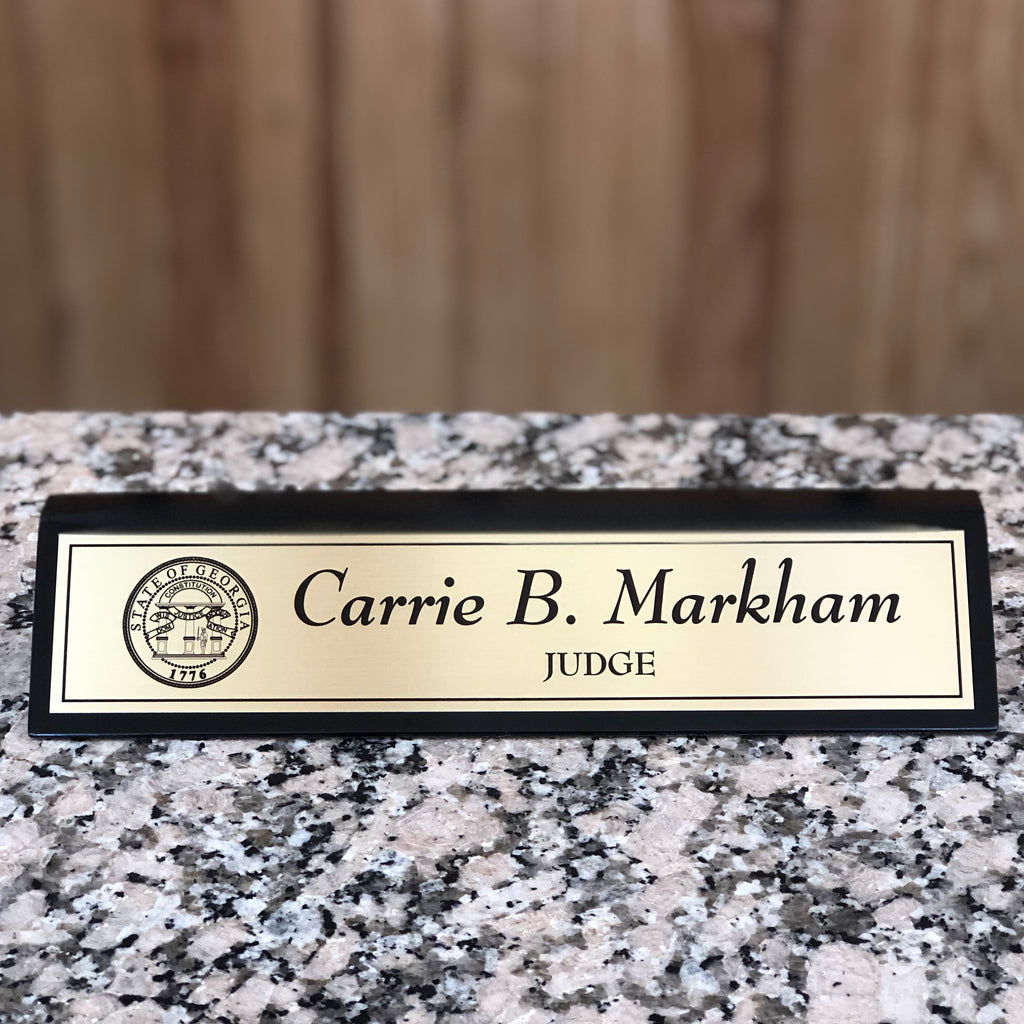 STATE OF GEORGIA
CONSTITUTION
1776
Carrie B. Markham
JUDGE